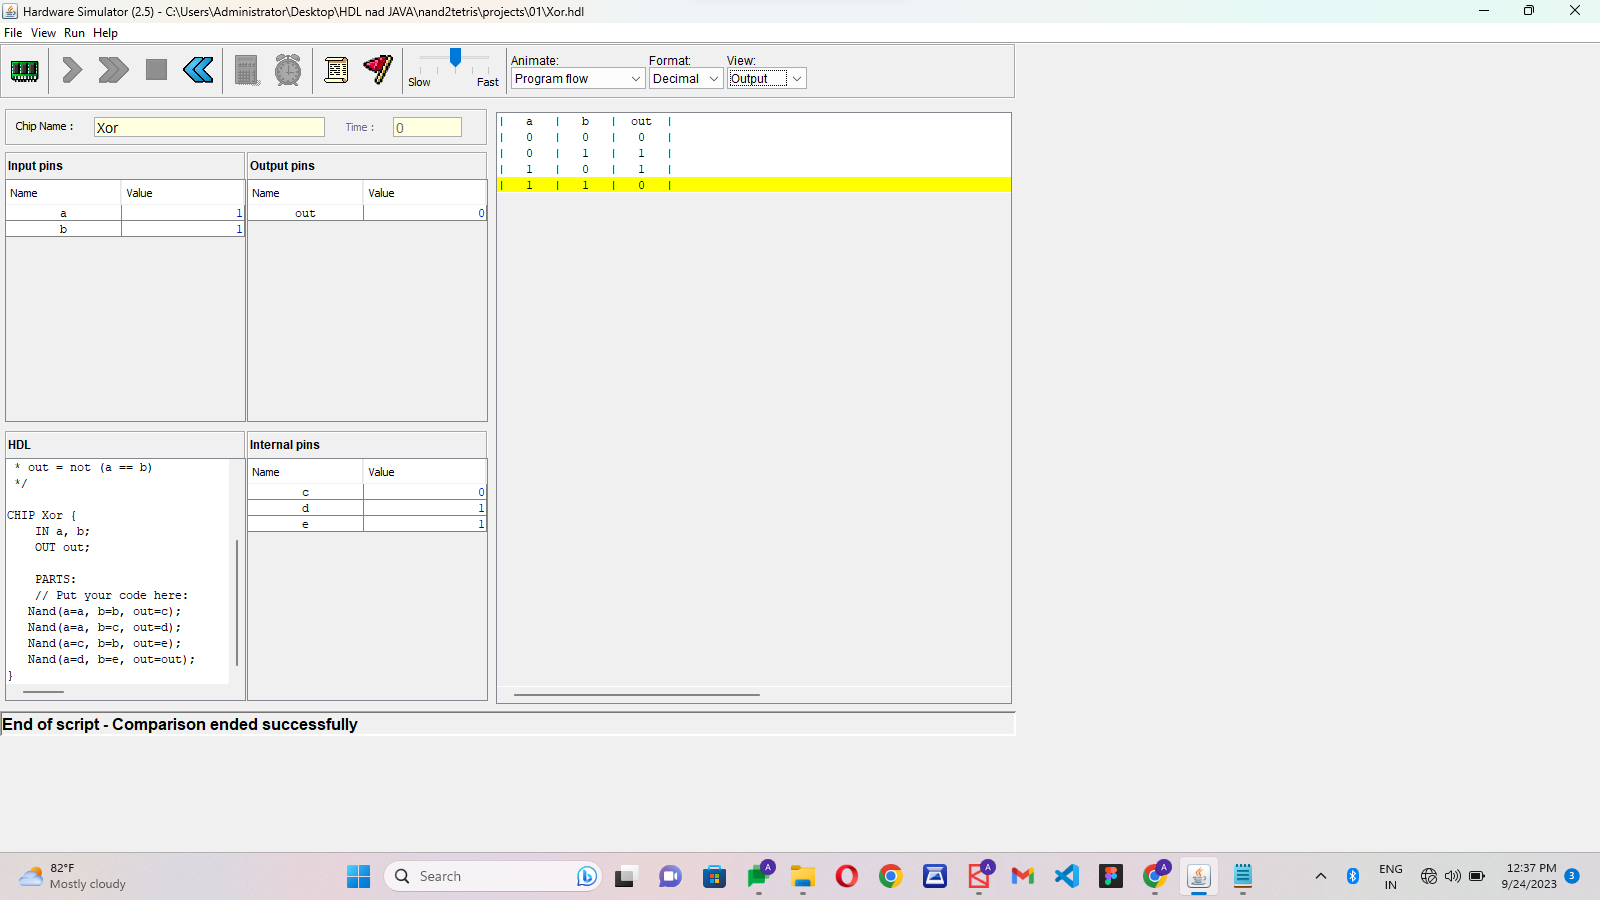 Hardware Simulator (2.5) - C:\Users\Administrator\Desktop\HDL nad JAVA\nand2tetris\projects\01\Xor.hdl
File View Run Help
Slow Fast
Animate: Format: View:
Program flow Decimal Output
Chip Name : Xor Time : 0
Input pins
Name Value
a 1
b 1
Output pins
Name Value
out 0
| a | b | out |
| 0 | 0 | 0 |
| 0 | 1 | 1 |
| 1 | 0 | 1 |
| 1 | 1 | 0 |
HDL
* out = not (a == b)
*/
CHIP Xor {
IN a, b;
OUT out;
PARTS:
// Put your code here:
Nand(a=a, b=b, out=c);
Nand(a=a, b=c, out=d);
Nand(a=c, b=b, out=e);
Nand(a=d, b=e, out=out);
}
Internal pins
Name Value
c 0
d 1
e 1
End of script - Comparison ended successfully
82°F
Mostly cloudy
Search
A
A
A
ENG
IN
12:37 PM
9/24/2023
3